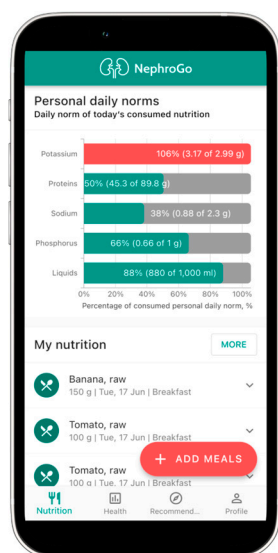 NephroGo
Personal daily norms
Daily norm of today's consumed nutrition
Potassium 106% (3.17 of 2.99 g)
Proteins 50% (45.3 of 89.8 g)
Sodium 38% (0.88 of 2.3 g)
Phosphorus 66% (0.66 of 1 g)
Liquids 88% (880 of 1,000 ml)
0% 20% 40% 60% 80% 100%
Percentage of consumed personal daily norm, %
My nutrition MORE
Banana, raw
150 g | Tue, 17 Jun | Breakfast
Tomato, raw
100 g | Tue, 17 Jun | Breakfast
Tomato, raw
100 g | Tue, 17 Jun | Breakfast
+ ADD MEALS
Nutrition Health Recommend... Profile